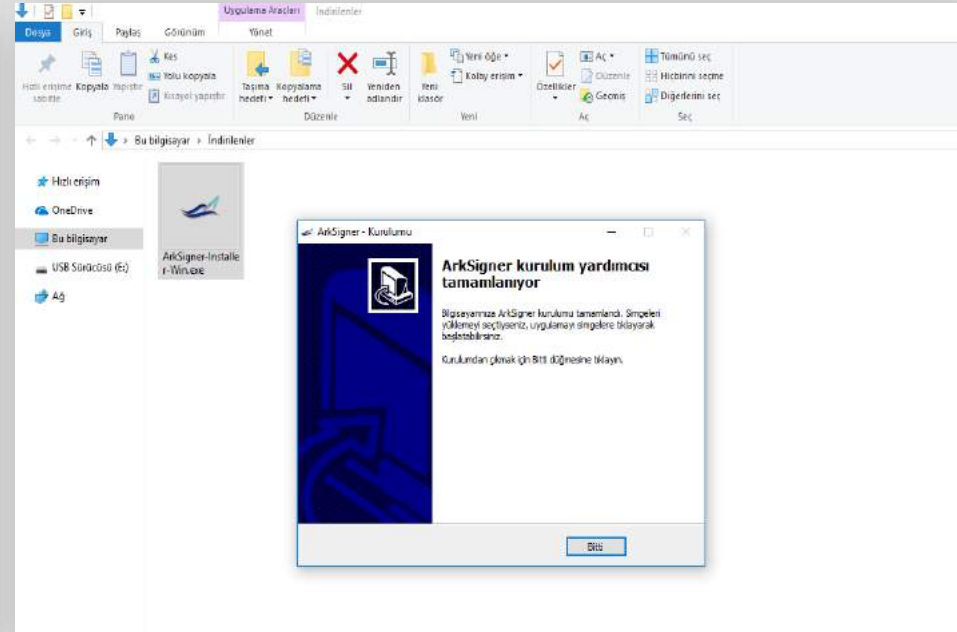 Uygulama Araçları İndirilenler
Dosya Giriş Paylaş Görünüm Yönet
Hızlı erişime sabitle
Kopyala
Yapıştır
Kes
Yolu kopyala
Kısayol yapıştır
Taşıma hedefi
Kopyalama hedefi
Sil
Yeniden adlandır
Yeni klasör
Yeni öğe
Kolay erişim
Özellikler
Aç
Düzenle
Geçmiş
Tümünü seç
Hiçbirini seçme
Diğerlerini seç
Pano Düzenle Yeni Aç Seç
Bu bilgisayar › İndirilenler
Hızlı erişim
OneDrive
Bu bilgisayar
USB Sürücüsü (E:)
Ağ
ArkSigner-Installe
r-Win.exe
ArkSigner - Kurulumu
ArkSigner kurulum yardımcısı
tamamlanıyor
Bilgisayarınıza ArkSigner kurulumu tamamlandı. Simgeleri
yüklemeyi seçtiyseniz, uygulamayı simgelere tıklayarak
başlatabilirsiniz.
Kurulumdan çıkmak için Bitti düğmesine tıklayın.
Bitti